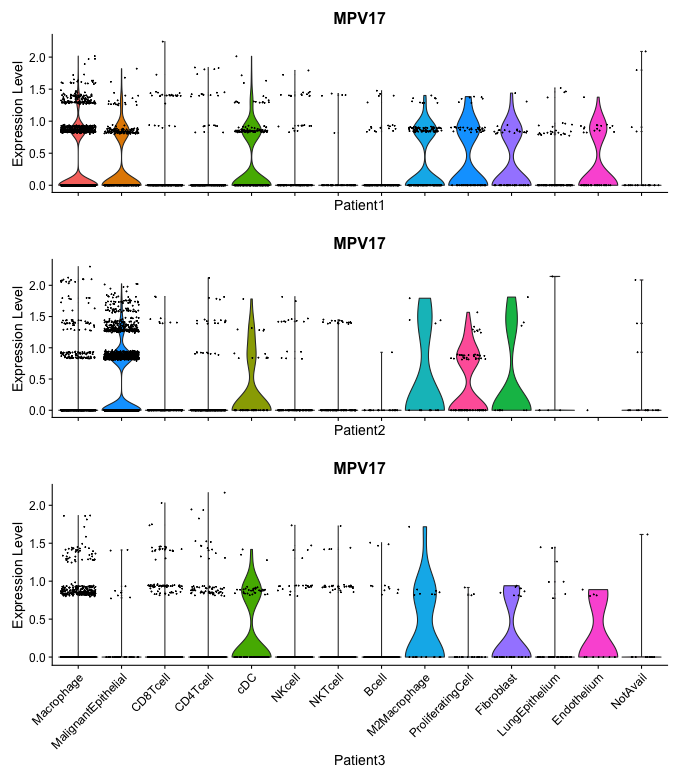 MPV17
Expression Level
2.0
1.5
1.0
0.5
0.0
Patient1
MPV17
Expression Level
2.0
1.5
1.0
0.5
0.0
Patient2
MPV17
Expression Level
2.0
1.5
1.0
0.5
0.0
Macrophage
MalignantEpithelial
CD8Tcell
CD4Tcell
cDC
NKcell
NKTcell
Bcell
M2Macrophage
ProliferatingCell
Fibroblast
LungEpithelium
Endothelium
NotAvail
Patient3